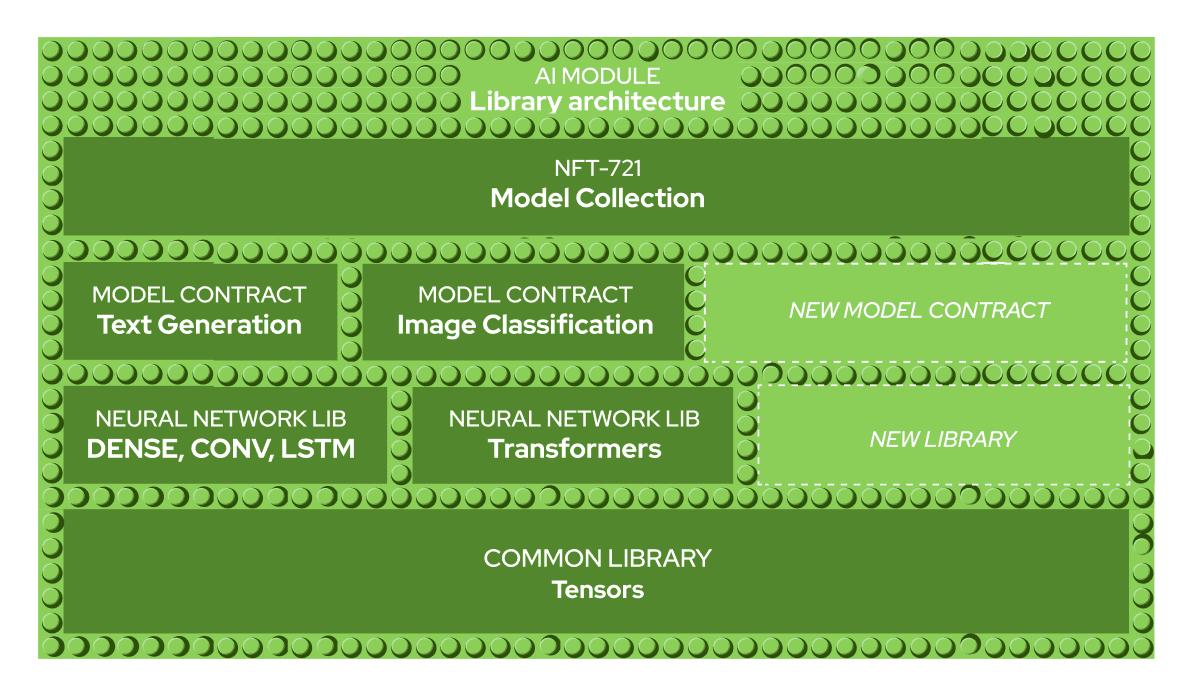 AI MODULE
Library architecture
NFT-721
Model Collection
MODEL CONTRACT
Text Generation
MODEL CONTRACT
Image Classification
NEW MODEL CONTRACT
NEURAL NETWORK LIB
DENSE, CONV, LSTM
NEURAL NETWORK LIB
Transformers
NEW LIBRARY
COMMON LIBRARY
Tensors